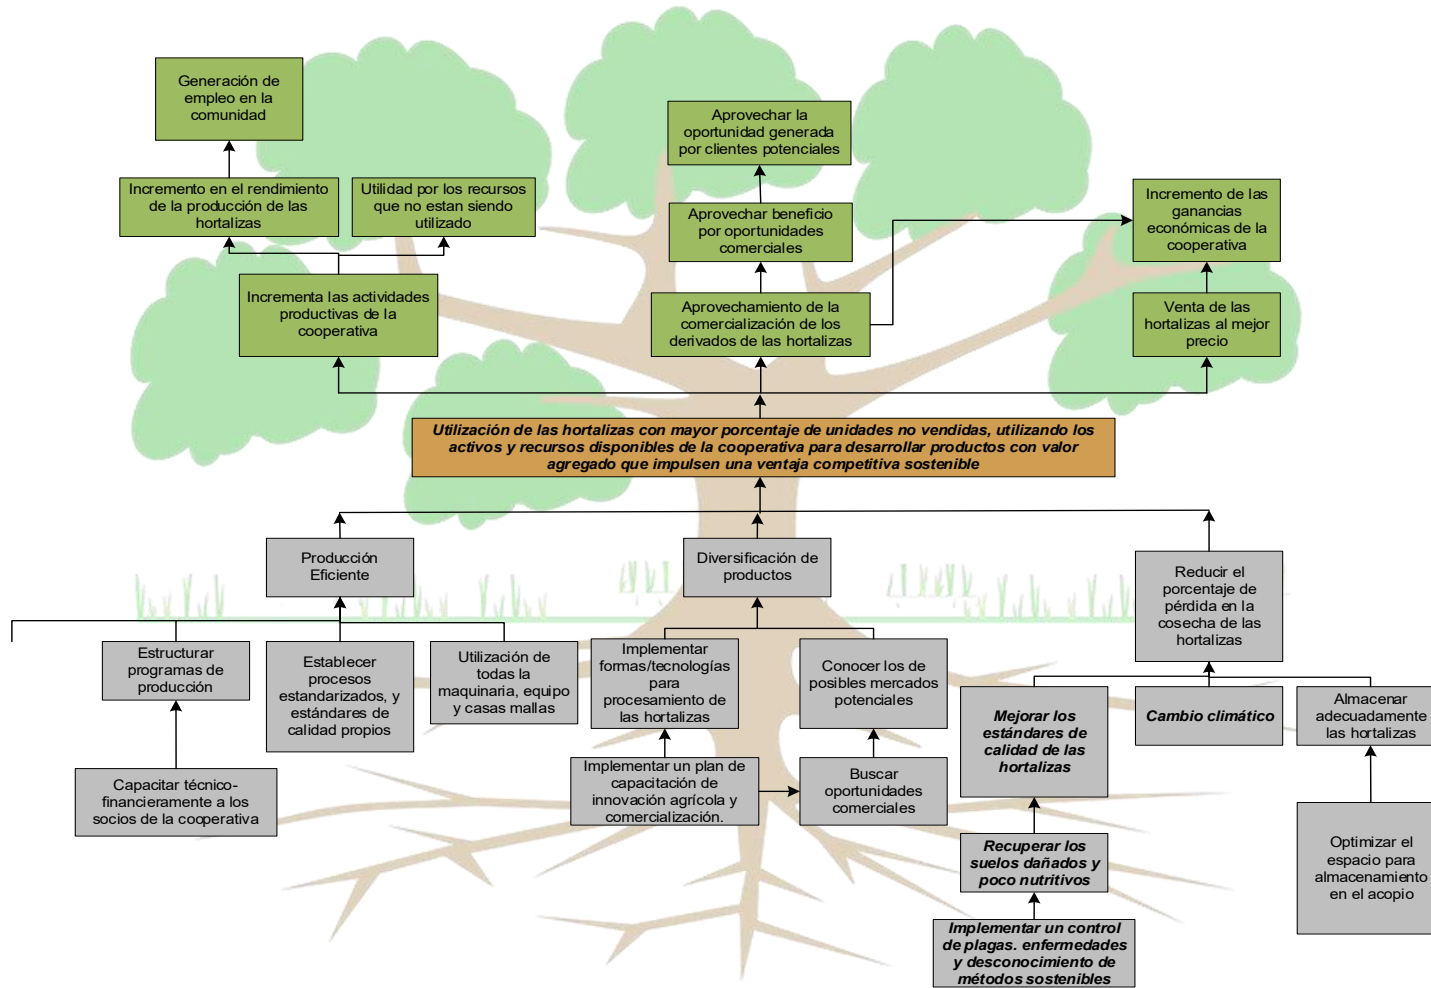 Generación de
empleo en la
comunidad
Aprovechar la
oportunidad generada
por clientes potenciales
Incremento en el rendimiento
de la producción de las
hortalizas
Utilidad por los recursos
que no estan siendo
utilizado
Aprovechar beneficio
por oportunidades
comerciales
Incremento de las
ganancias
económicas de la
cooperativa
Incrementa las actividades
productivas de la
cooperativa
Aprovechamiento de la
comercialización de los
derivados de las hortalizas
Venta de las
hortalizas al mejor
precio
Utilización de las hortalizas con mayor porcentaje de unidades no vendidas, utilizando los
activos y recursos disponibles de la cooperativa para desarrollar productos con valor
agregado que impulsen una ventaja competitiva sostenible
Producción
Eficiente
Diversificación de
productos
Reducir el
porcentaje de
pérdida en la
cosecha de las
hortalizas
Estructurar
programas de
producción
Establecer
procesos
estandarizados, y
estándares de
calidad propios
Utilización de
todas la
maquinaria, equipo
y casas mallas
Implementar
formas/tecnologías
para
procesamiento de
las hortalizas
Conocer los de
posibles mercados
potenciales
Mejorar los
estándares de
calidad de las
hortalizas
Cambio climático
Almacenar
adecuadamente
las hortalizas
Capacitar técnico-
financieramente a los
socios de la cooperativa
Implementar un plan de
capacitación de
innovación agrícola y
comercialización.
Buscar
oportunidades
comerciales
Recuperar los
suelos dañados y
poco nutritivos
Optimizar el
espacio para
almacenamiento
en el acopio
Implementar un control
de plagas. enfermedades
y desconocimiento de
métodos sostenibles